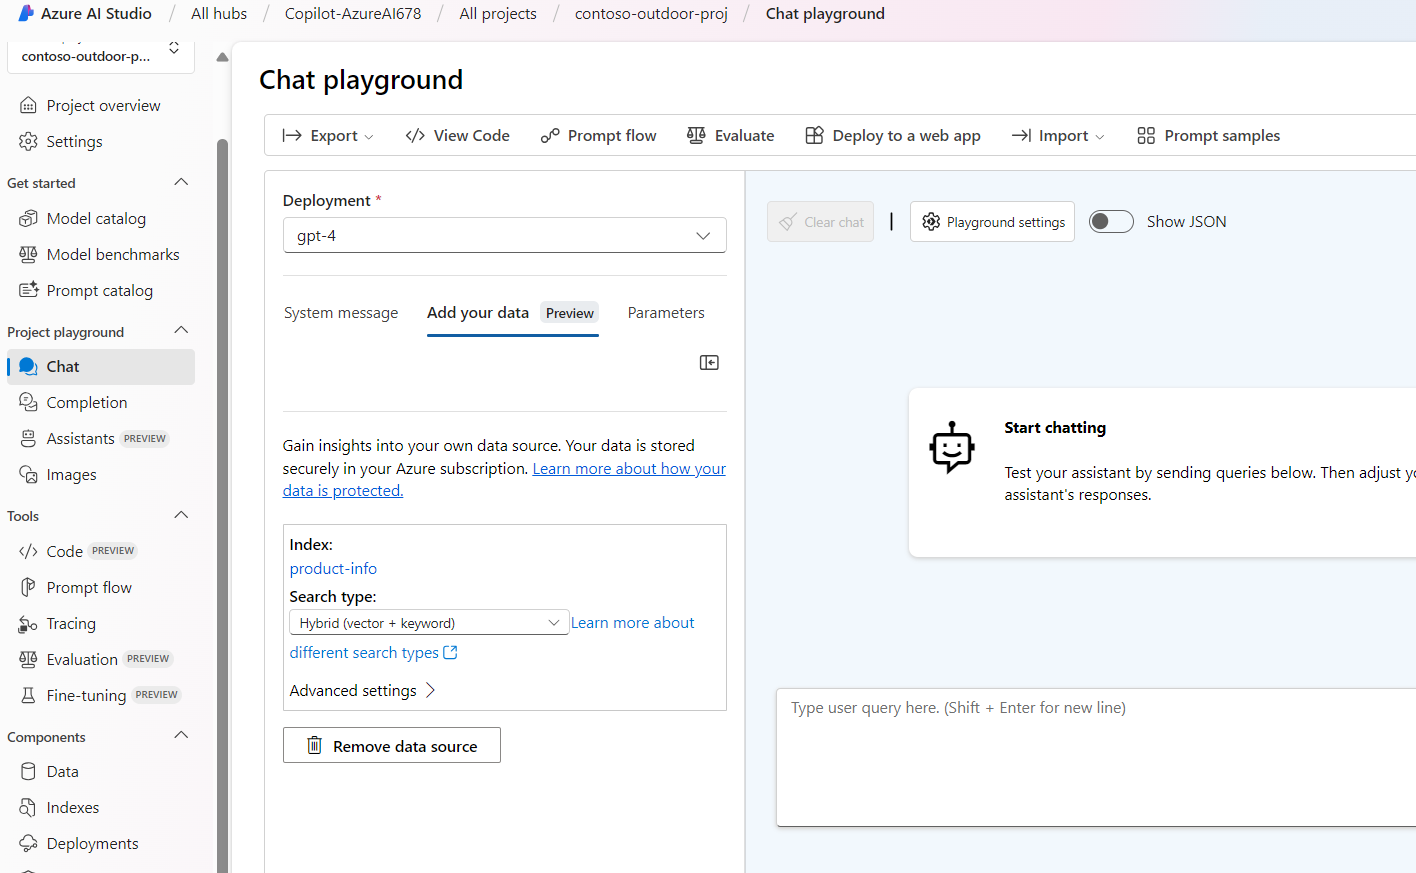 Azure AI Studio / All hubs / Copilot-AzureAI678 / All projects / contoso-outdoor-proj / Chat playground
contoso-outdoor-p...
Project overview
Settings
Get started
Model catalog
Model benchmarks
Prompt catalog
Project playground
Chat
Completion
Assistants PREVIEW
Images
Tools
Code PREVIEW
Prompt flow
Tracing
Evaluation PREVIEW
Fine-tuning PREVIEW
Components
Data
Indexes
Deployments
Chat playground
Export View Code Prompt flow Evaluate Deploy to a web app Import Prompt samples
Deployment *
gpt-4
System message Add your data Preview Parameters
Gain insights into your own data source. Your data is stored
securely in your Azure subscription. Learn more about how your
data is protected.
Index:
product-info
Search type:
Hybrid (vector + keyword) Learn more about
different search types
Advanced settings
Remove data source
Clear chat | Playground settings Show JSON
Start chatting
Test your assistant by sending queries below. Then adjust
assistant's responses.
Type user query here. (Shift + Enter for new line)